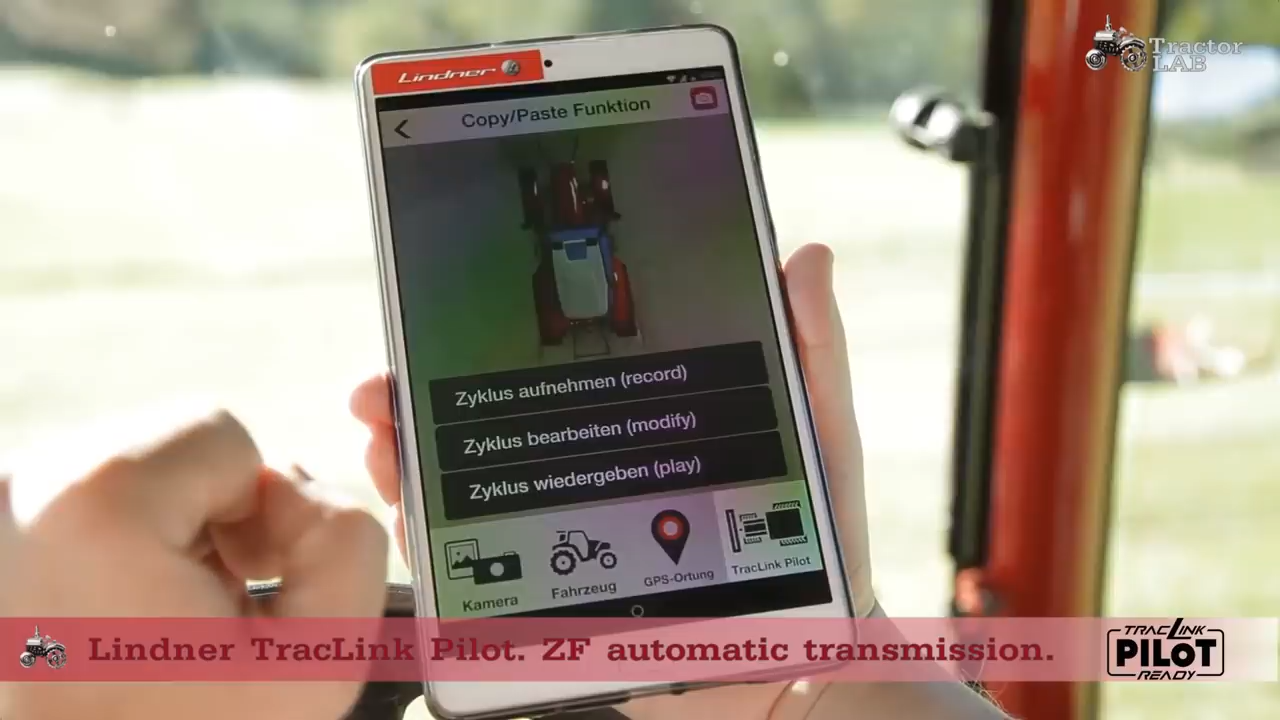 Tractor
LAB
Lindner
Copy/Paste Funktion
Zyklus aufnehmen (record)
Zyklus bearbeiten (modify)
Zyklus wiedergeben (play)
Kamera
Fahrzeug
GPS-Ortung
TracLink Pilot
Lindner TracLink Pilot. ZF automatic transmission.
TRACLINK
PILOT
READY